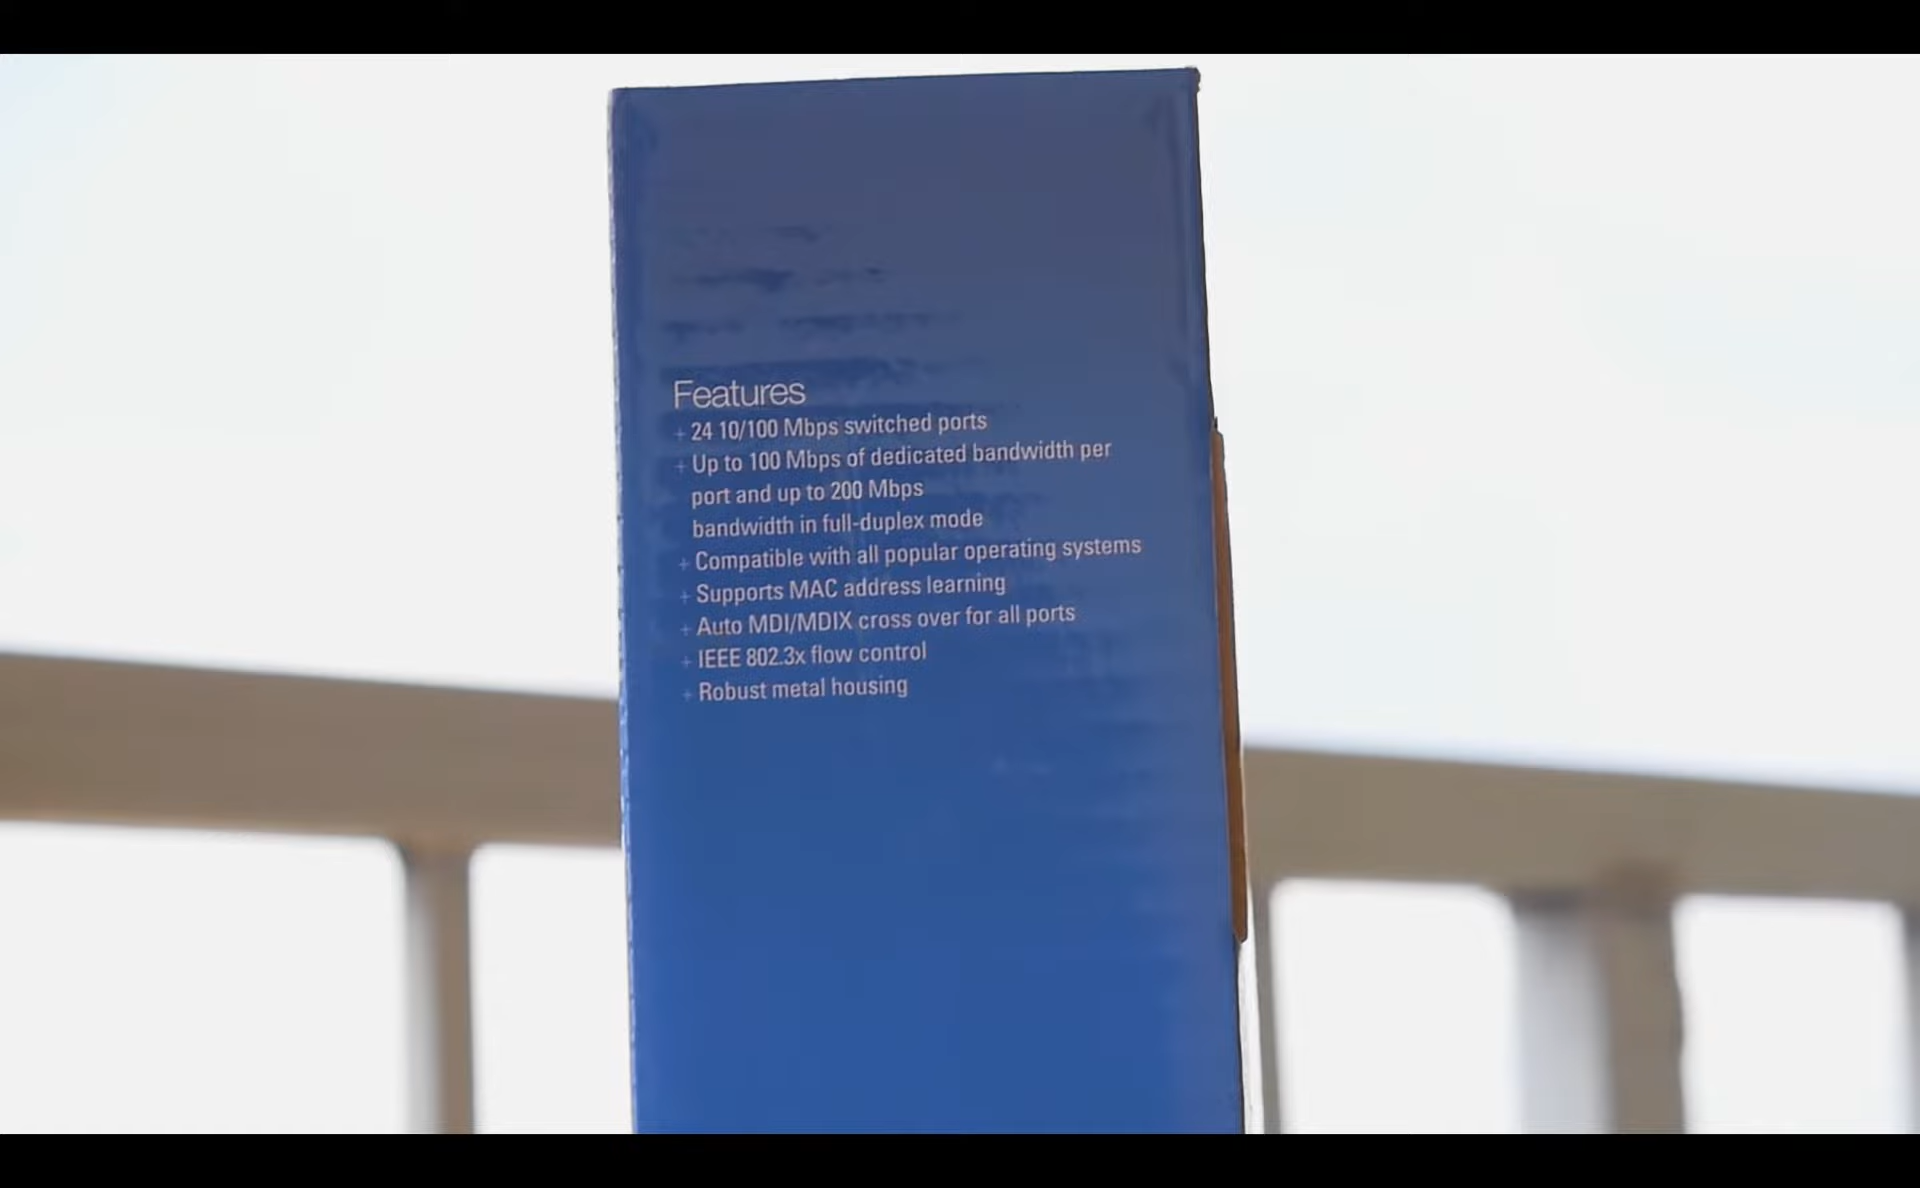 Features
+ 24 10/100 Mbps switched ports
+ Up to 100 Mbps of dedicated bandwidth per
port and up to 200 Mbps
bandwidth in full-duplex mode
+ Compatible with all popular operating systems
+ Supports MAC address learning
+ Auto MDI/MDIX cross over for all ports
+ IEEE 802.3x flow control
+ Robust metal housing